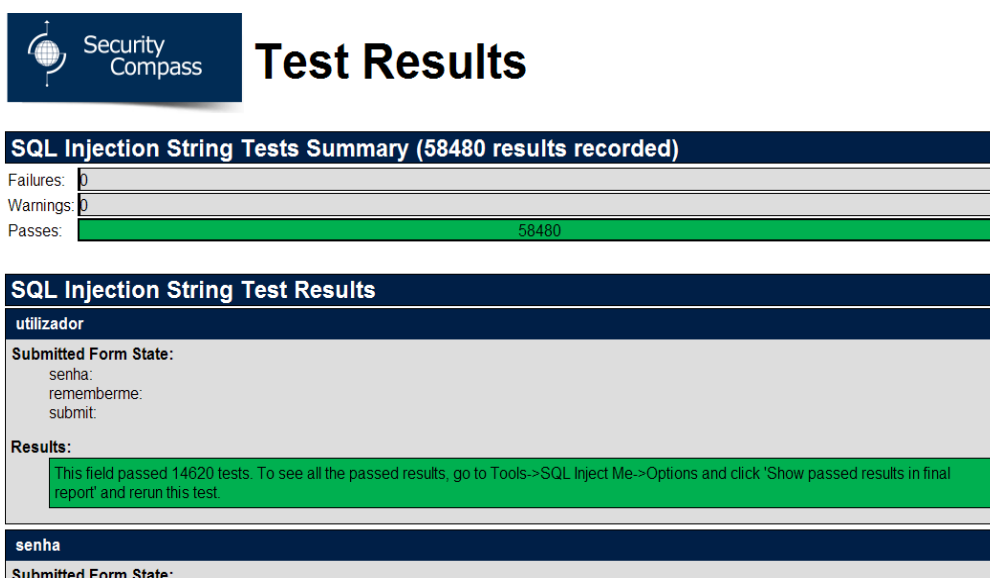 Security
Compass
Test Results
SQL Injection String Tests Summary (58480 results recorded)
Failures: 0
Warnings: 0
Passes: 58480
SQL Injection String Test Results
utilizador
Submitted Form State:
senha:
rememberme:
submit:
Results:
This field passed 14620 tests. To see all the passed results, go to Tools->SQL Inject Me->Options and click 'Show passed results in final
report' and rerun this test.
senha
Submitted Form State: